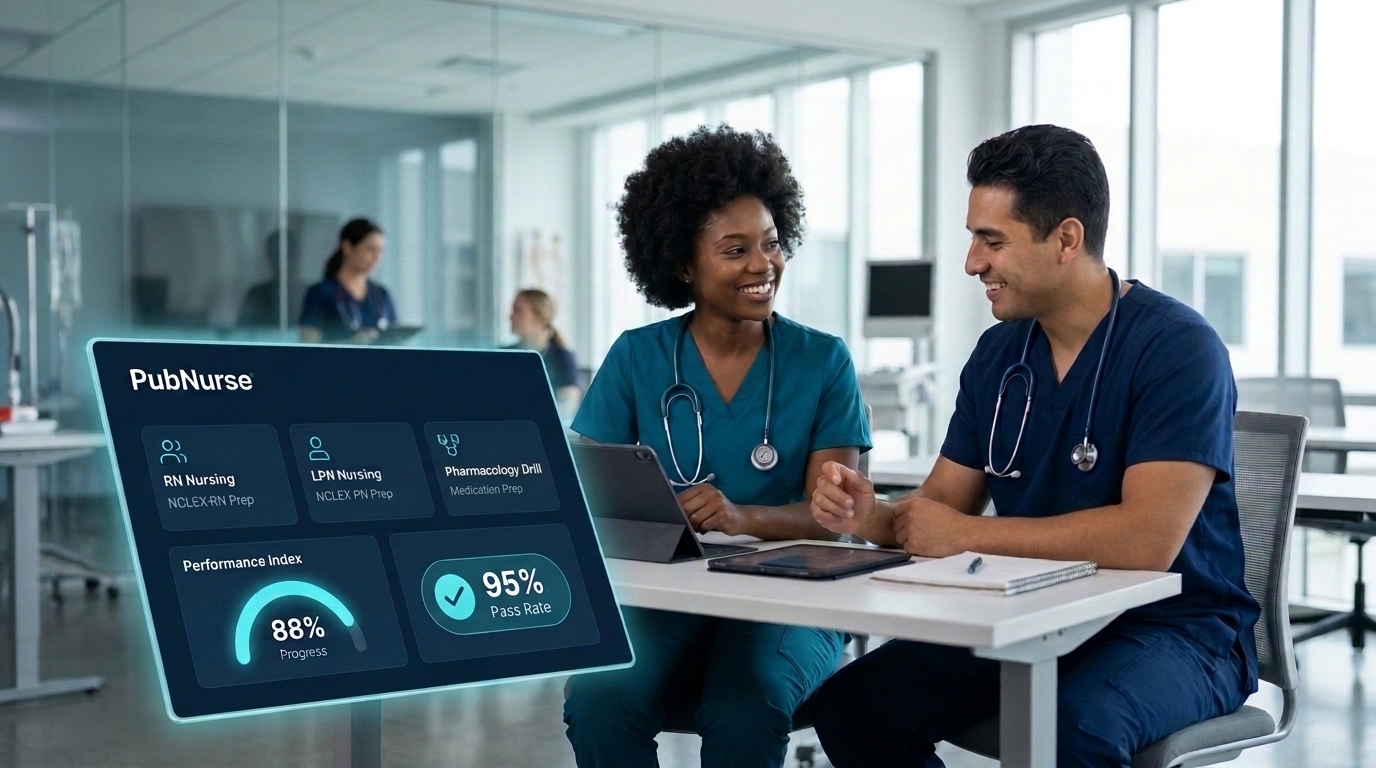 PubNurse
RN Nursing
NCLEX-RN Prep
LPN Nursing
NCLEX PN Prep
Pharmacology Drill
Medication Prep
Performance Index
88%
Progress
95%
Pass Rate